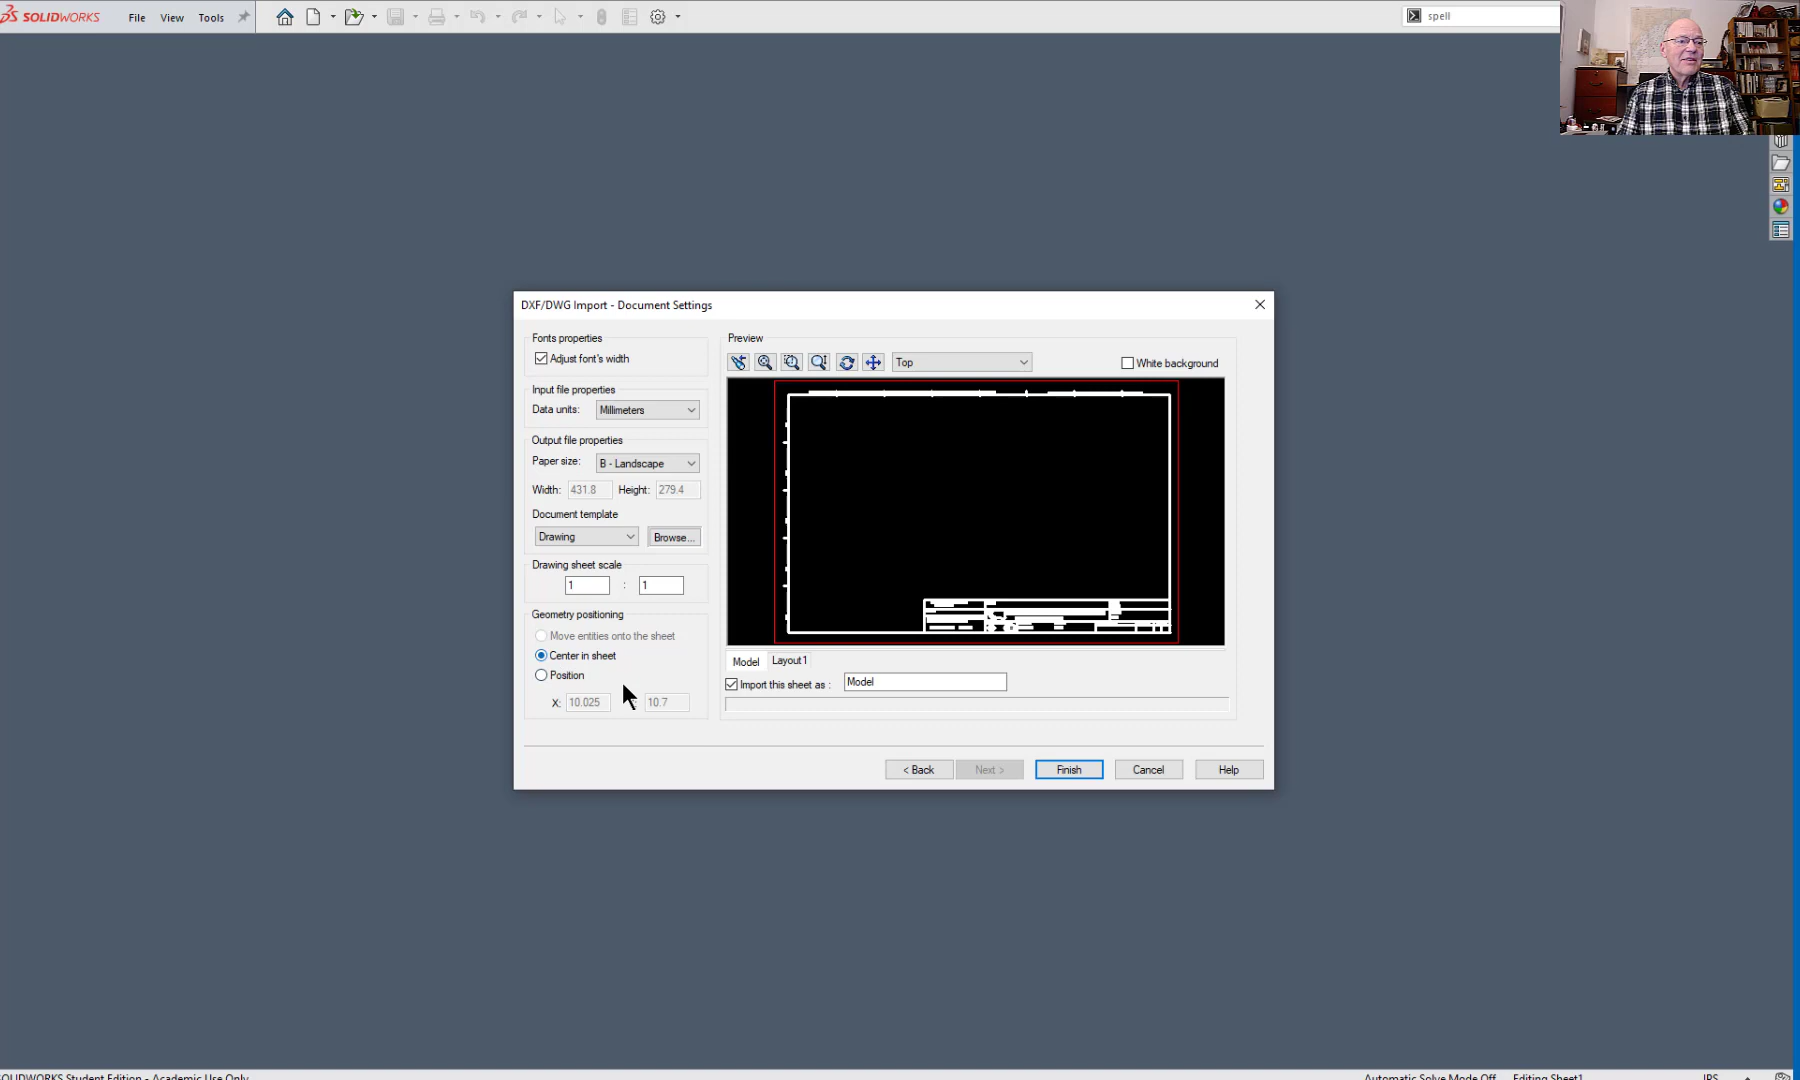 SOLIDWORKS File View Tools spell
DXF/DWG Import - Document Settings
Fonts properties
Adjust font's width
Input file properties
Data units: Millimeters
Output file properties
Paper size: B - Landscape
Width: 431.8 Height: 279.4
Document template
Drawing Browse...
Drawing sheet scale
1 : 1
Geometry positioning
Move entities onto the sheet
Center in sheet
Position
X: 10.025 10.7
Preview
Top White background
Model Layout1
Import this sheet as : Model
< Back Next > Finish Cancel Help
SOLIDWORKS Student Edition - Academic Use Only Automatic Solve Mode Off Editing Sheet1 IPS